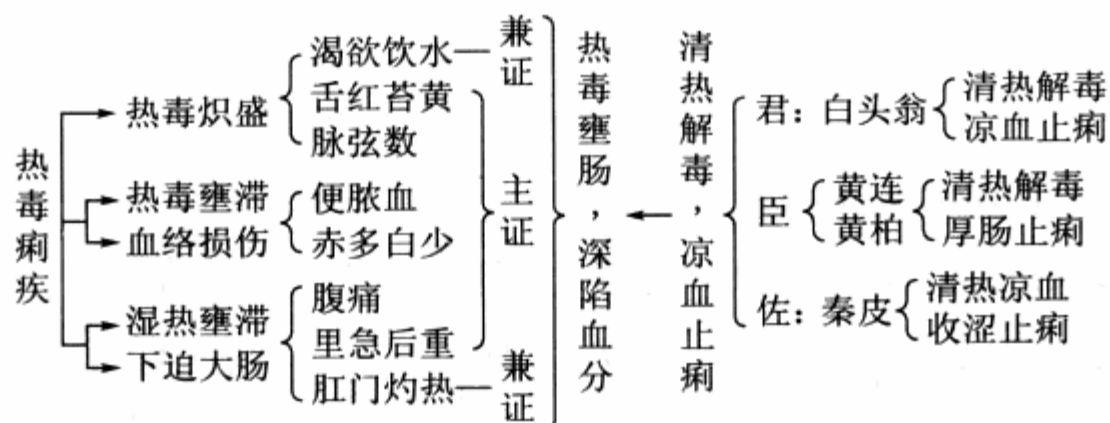 热毒痢疾
热毒炽盛
渴欲饮水
舌红苔黄
脉弦数
热毒壅滞
血络损伤
便脓血
赤多白少
湿热壅滞
下迫大肠
腹痛
里急后重
肛门灼热
兼证
主证
兼证
热毒壅肠，深陷血分
清热解毒，凉血止痢
君：白头翁
清热解毒
凉血止痢
臣
黄连
黄柏
清热解毒
厚肠止痢
佐：秦皮
清热凉血
收涩止痢